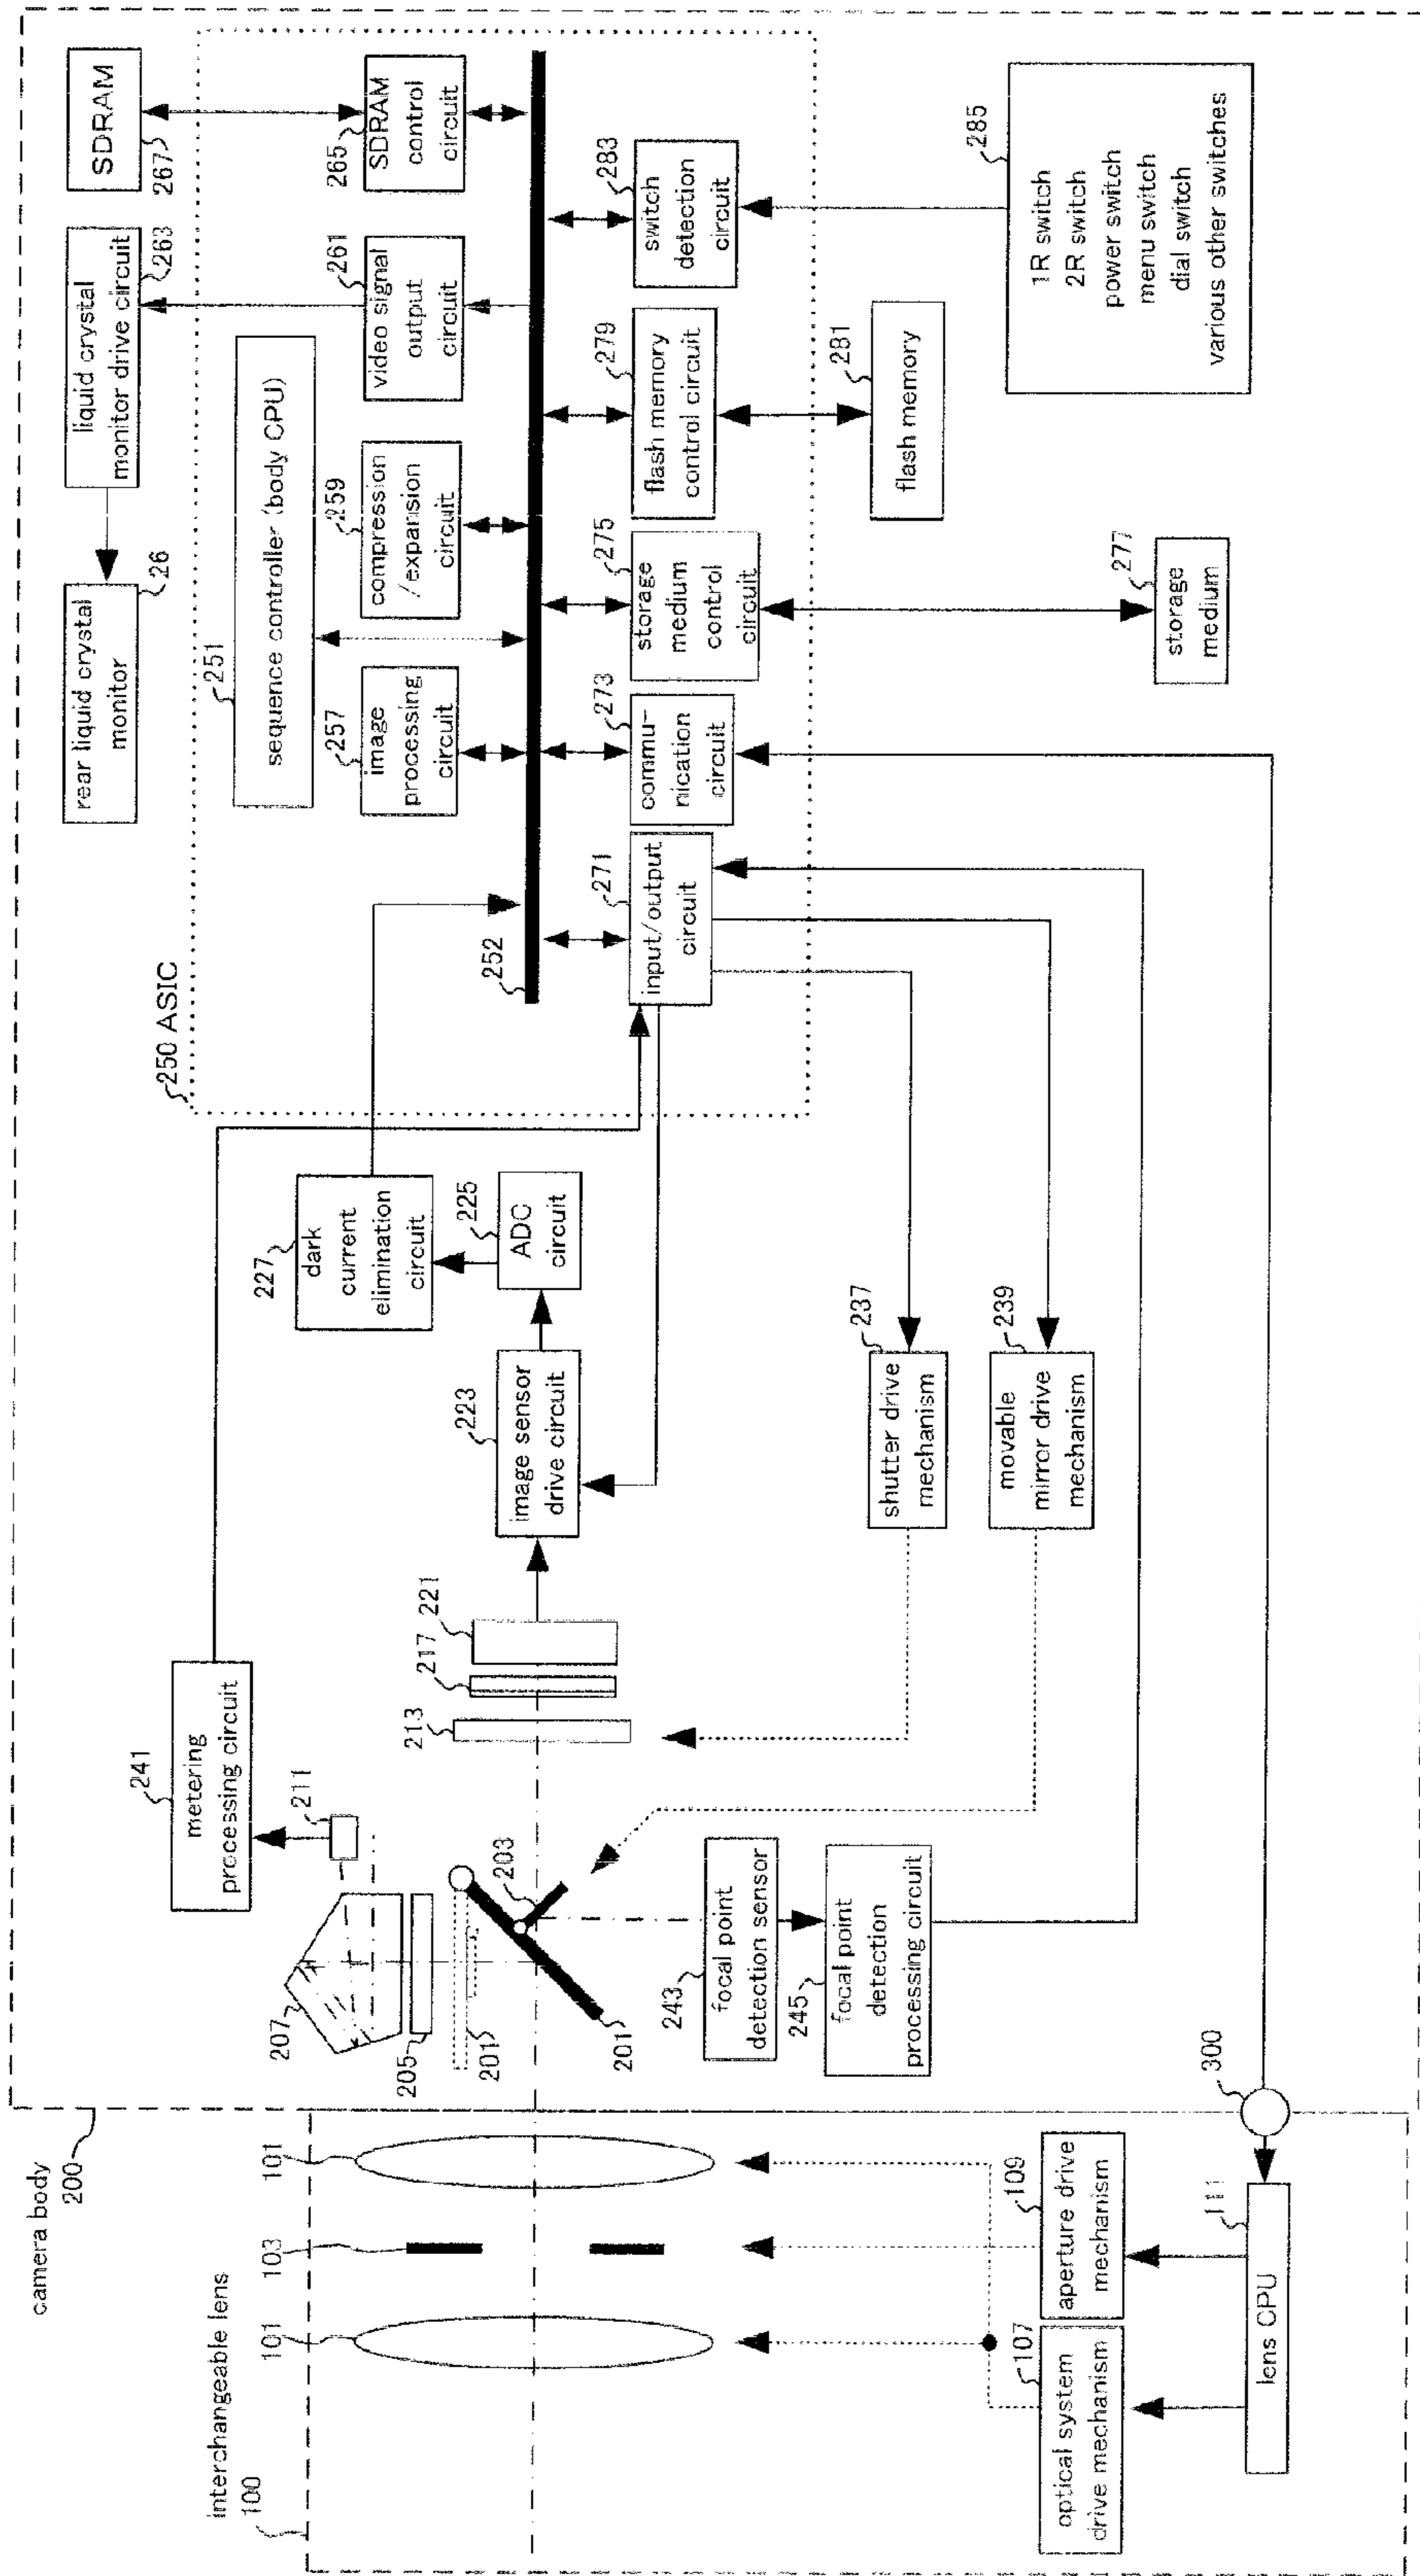 camera body
200
interchangeable lens
100
101
103
101
107
optical system
drive mechanism
109
aperture drive
mechanism
111
lens CPU
300
207
205
201
201
203
211
241
metering
processing circuit
243
focal point
detection sensor
245
focal point
detection
processing circuit
213
217
221
223
image sensor
drive circuit
225
ADC
circuit
227
dark
current
elimination
circuit
237
shutter drive
mechanism
239
movable
mirror drive
mechanism
250 ASIC
252
251
sequence controller (body CPU)
257
image
processing
circuit
259
compression
/expansion
circuit
261
video signal
output
circuit
265
SDRAM
control
circuit
26
rear liquid crystal
monitor
263
liquid crystal
monitor drive circuit
267
SDRAM
271
input/output
circuit
273
commu-
nication
circuit
275
storage
medium
control
circuit
277
storage
medium
279
flash memory
control circuit
281
flash memory
283
switch
detection
circuit
285
1R switch
2R switch
power switch
menu switch
dial switch
various other switches